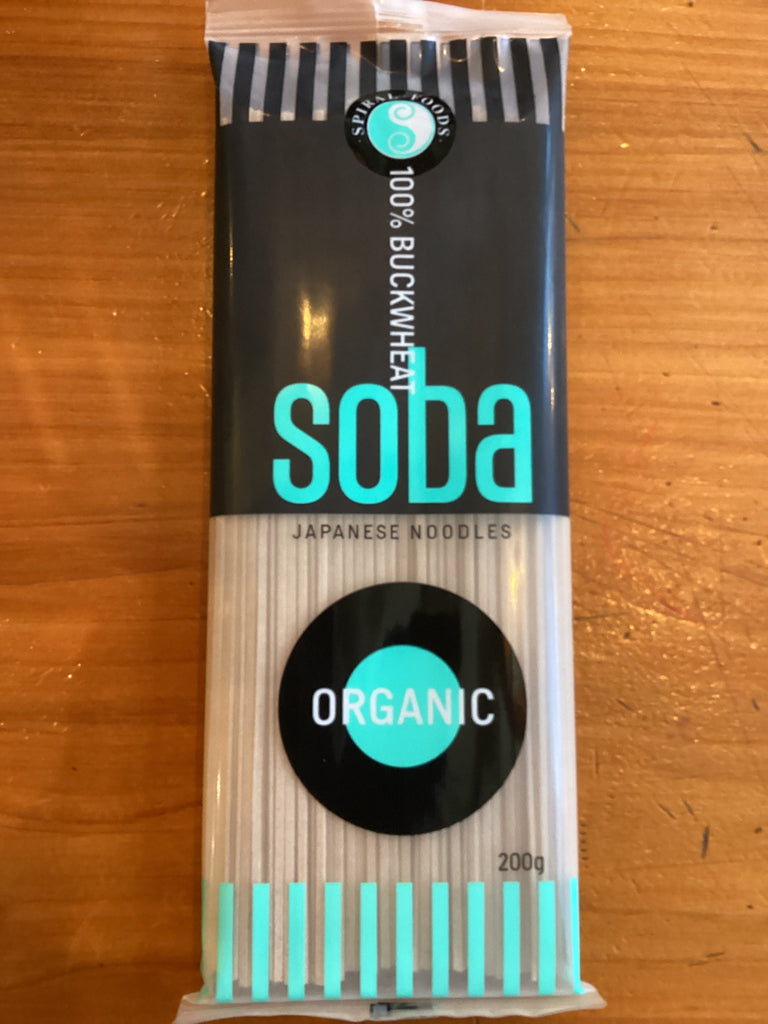 · SPIRAL FOODS ·
100% BUCKWHEAT
soba
JAPANESE NOODLES
ORGANIC
200g